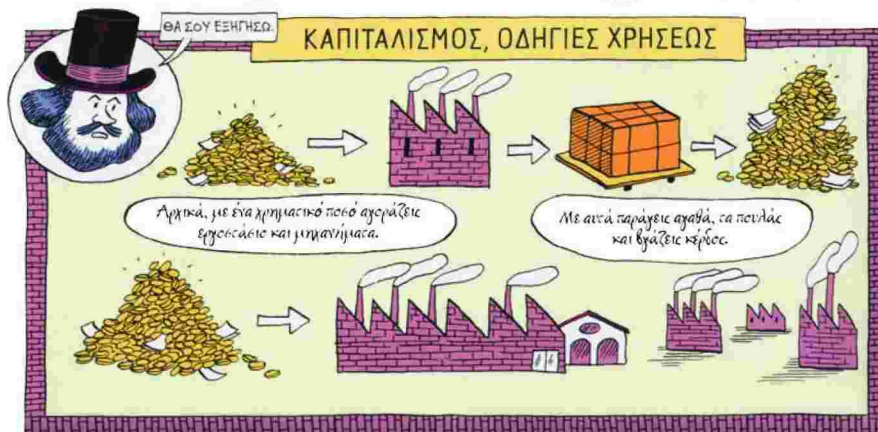 ΘΑ ΣΟΥ ΕΞΗΓΗΣΩ.
ΚΑΠΙΤΑΛΙΣΜΟΣ, ΟΔΗΓΙΕΣ ΧΡΗΣΕΩΣ
Αρχικά, με ένα χρηματικό ποσό αγοράζεις
εργοστάσιο και μηχανήματα.
Με αυτά παράγεις αγαθά, τα πουλάς
και βγάζεις κέρδος.